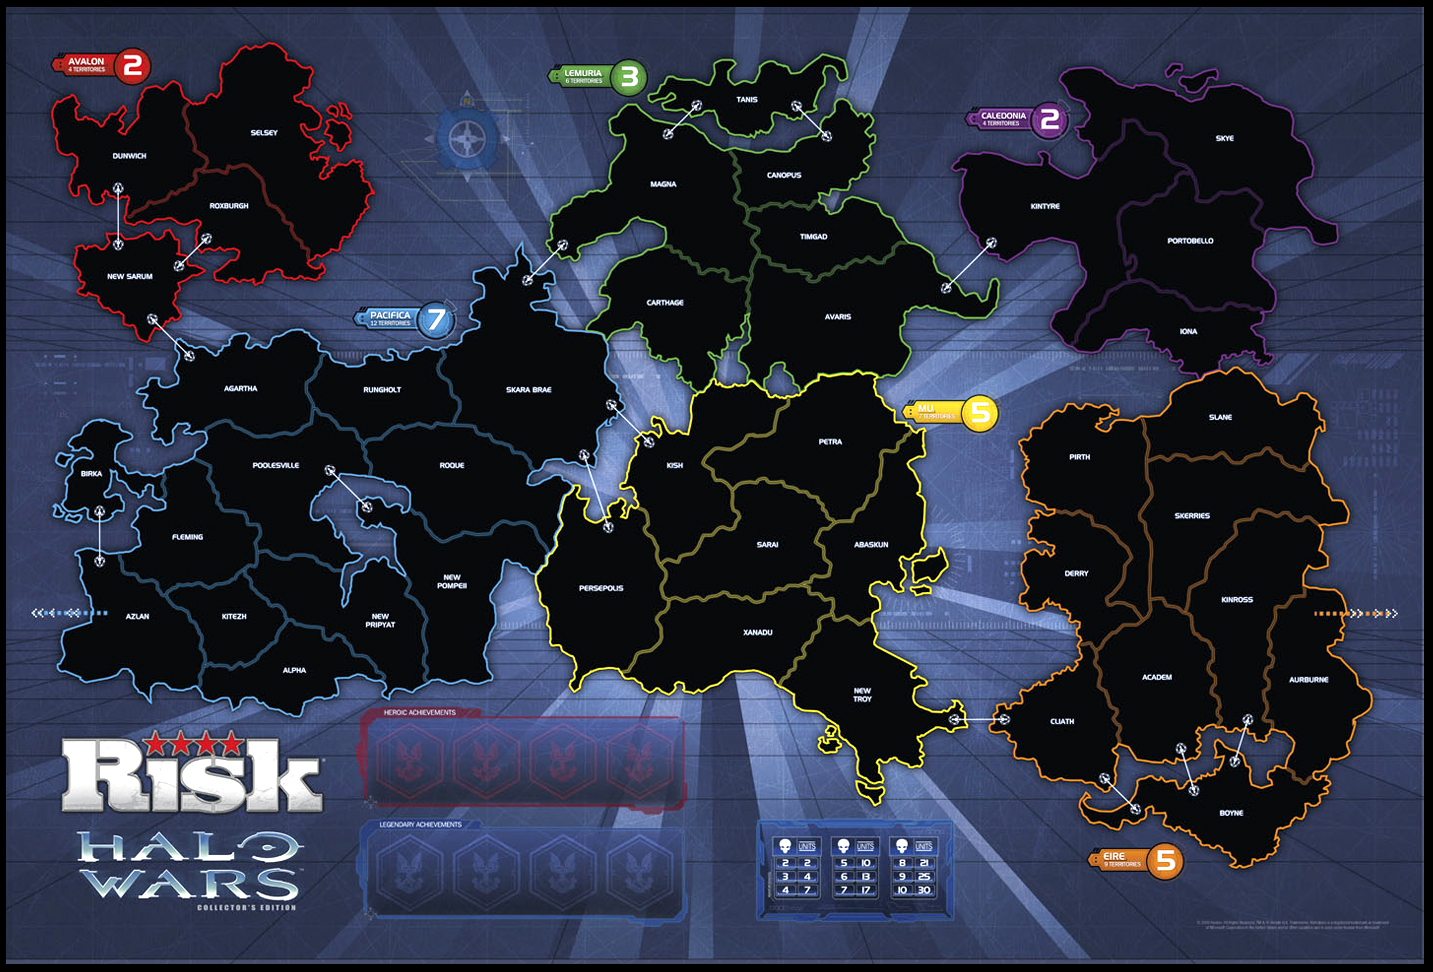 AVALON
4 TERRITORIES
2
SELSEY
DUNWICH
ROXBURGH
NEW SARUM
LEMURIA
6 TERRITORIES
3
N
TANIS
MAGNA
CANOPUS
TIMGAD
CARTHAGE
AVARIS
CALEDONIA
4 TERRITORIES
2
SKYE
KINTYRE
PORTOBELLO
IONA
PACIFICA
12 TERRITORIES
7
AGARTHA
RUNGHOLT
SKARA BRAE
BIRKA
POOLESVILLE
ROQUE
FLEMING
NEW
POMPEII
AZLAN
KITEZH
NEW
PRIPYAT
ALPHA
MU
7 TERRITORIES
5
PETRA
KISH
SARAI
ABASKUN
PERSEPOLIS
XANADU
NEW
TROY
SLANE
PIRTH
SKERRIES
DERRY
KINROSS
ACADEM
AURBURNE
CLIATH
BOYNE
EIRE
9 TERRITORIES
5
RISK
HALO
WARS
COLLECTOR'S EDITION
HEROIC ACHIEVEMENTS
LEGENDARY ACHIEVEMENTS
UNITS UNITS UNITS
2 2 5 10 8 21
3 4 6 13 9 25
4 7 7 17 10 30